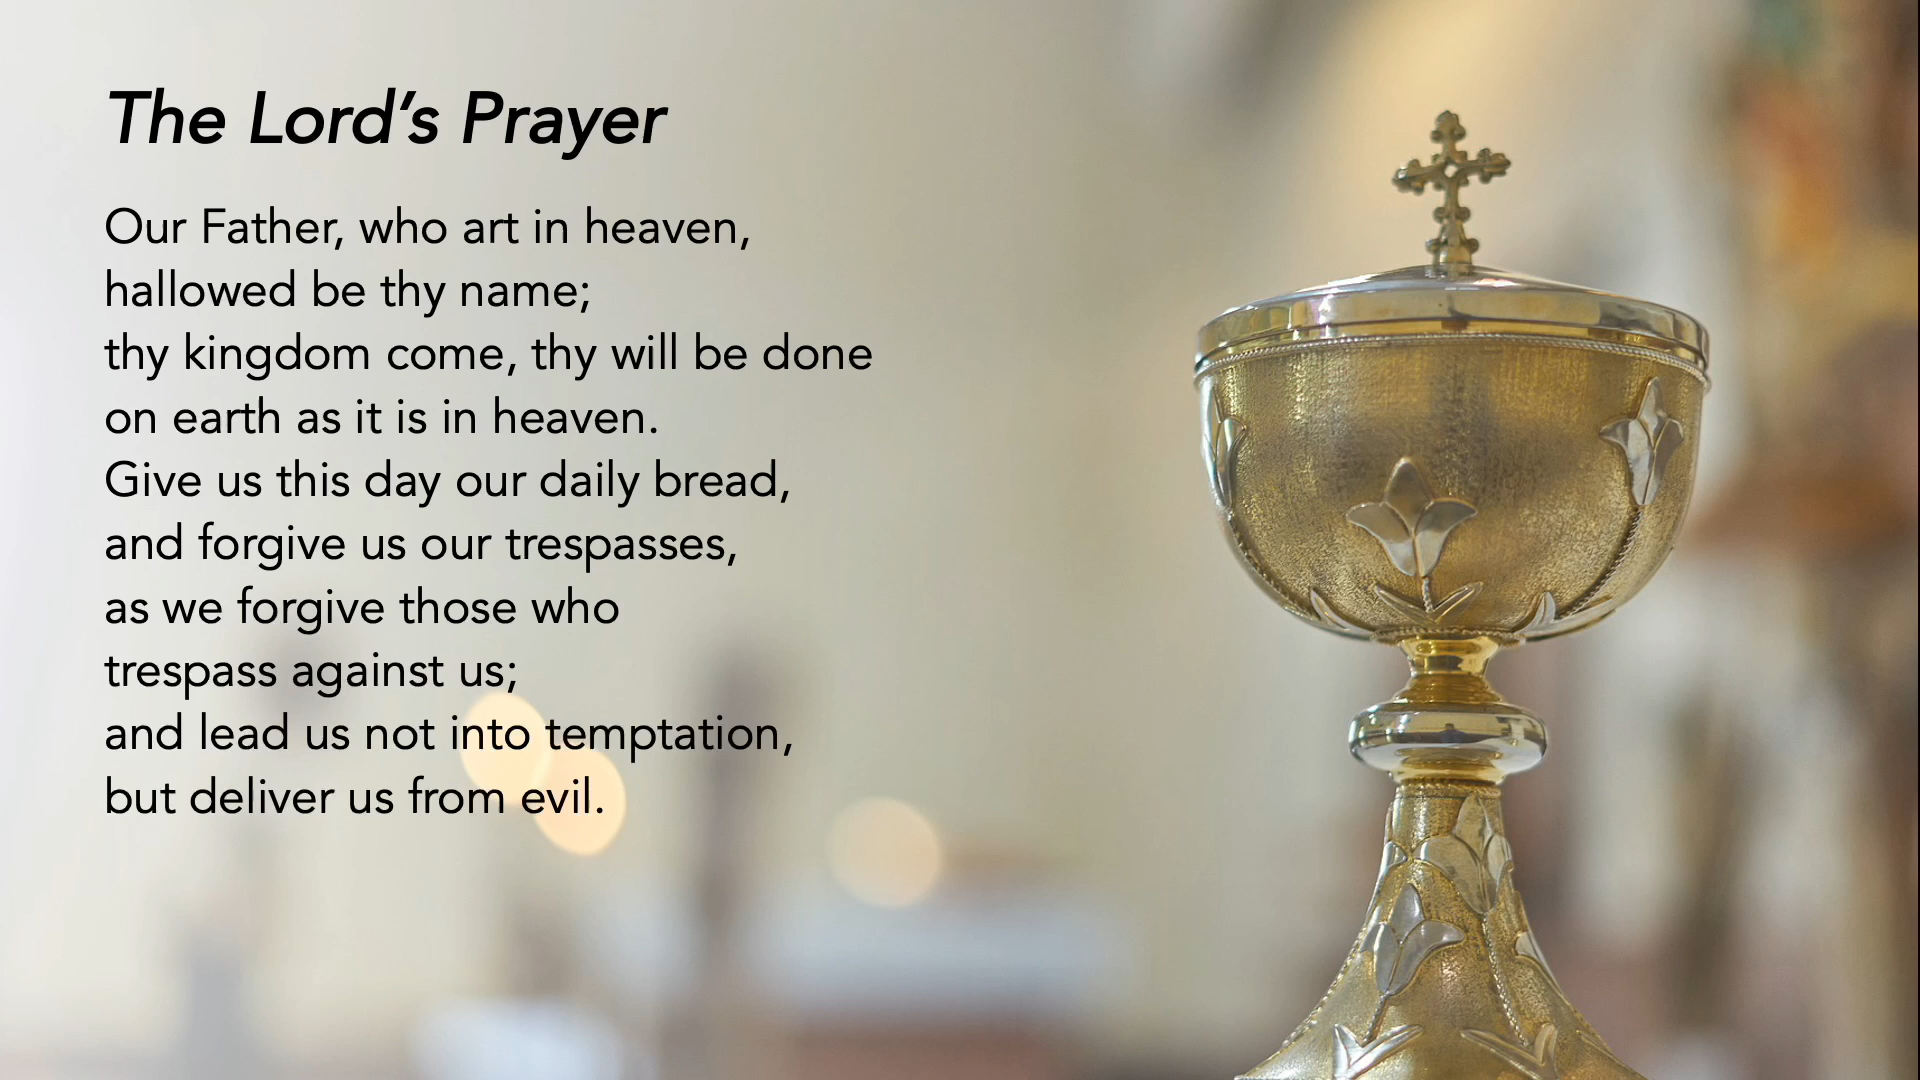 The Lord’s Prayer
Our Father, who art in heaven,
hallowed be thy name;
thy kingdom come, thy will be done
on earth as it is in heaven.
Give us this day our daily bread,
and forgive us our trespasses,
as we forgive those who
trespass against us;
and lead us not into temptation,
but deliver us from evil.